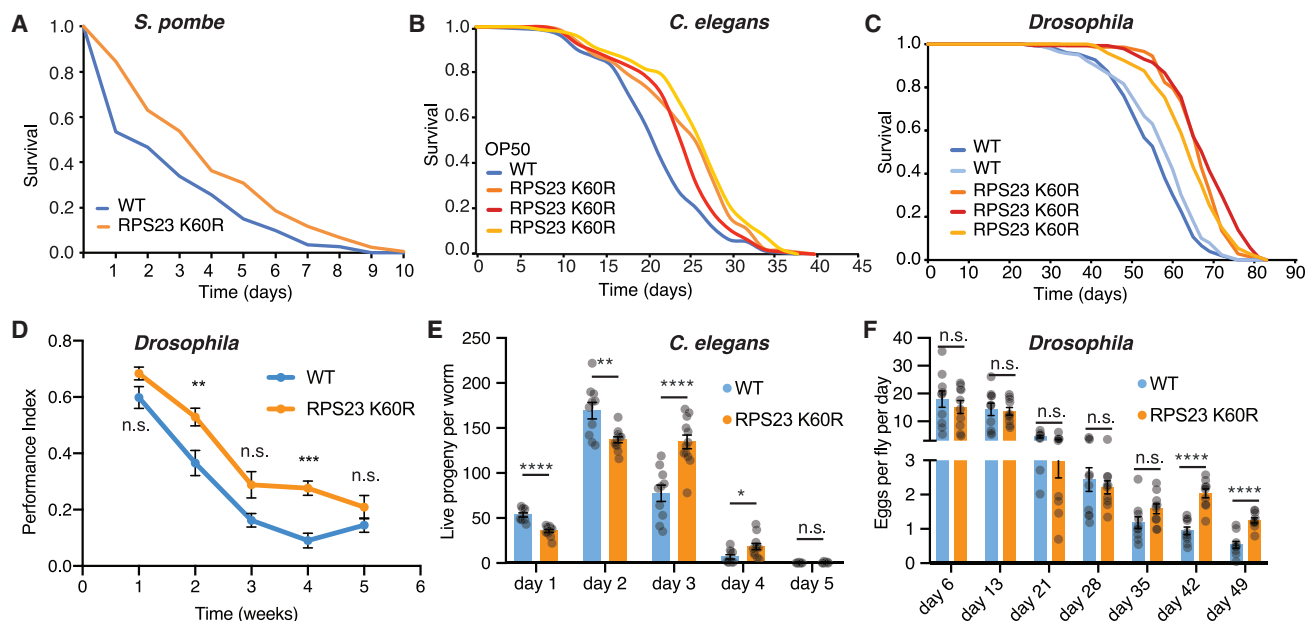 A
S. pombe
1.0
0.8
0.6
0.4
0.2
0.0
Survival
WT
RPS23 K60R
1 2 3 4 5 6 7 8 9 10
Time (days)
B
C. elegans
1.0
0.8
0.6
0.4
0.2
0.0
Survival
OP50
WT
RPS23 K60R
RPS23 K60R
RPS23 K60R
0 5 10 15 20 25 30 35 40 45
Time (days)
C
Drosophila
1.0
0.8
0.6
0.4
0.2
0.0
Survival
WT
WT
RPS23 K60R
RPS23 K60R
RPS23 K60R
0 10 20 30 40 50 60 70 80 90
Time (days)
D
Drosophila
0.8
0.6
0.4
0.2
0.0
Performance Index
WT
RPS23 K60R
n.s.
**
n.s.
***
n.s.
0 1 2 3 4 5 6
Time (weeks)
E
C. elegans
250
200
150
100
50
0
Live progeny per worm
WT
RPS23 K60R
****
**
****
*
n.s.
day 1 day 2 day 3 day 4 day 5
F
Drosophila
40
30
20
10
3
2
1
0
Eggs per fly per day
WT
RPS23 K60R
n.s.
n.s.
n.s.
n.s.
n.s.
****
****
day 6 day 13 day 21 day 28 day 35 day 42 day 49